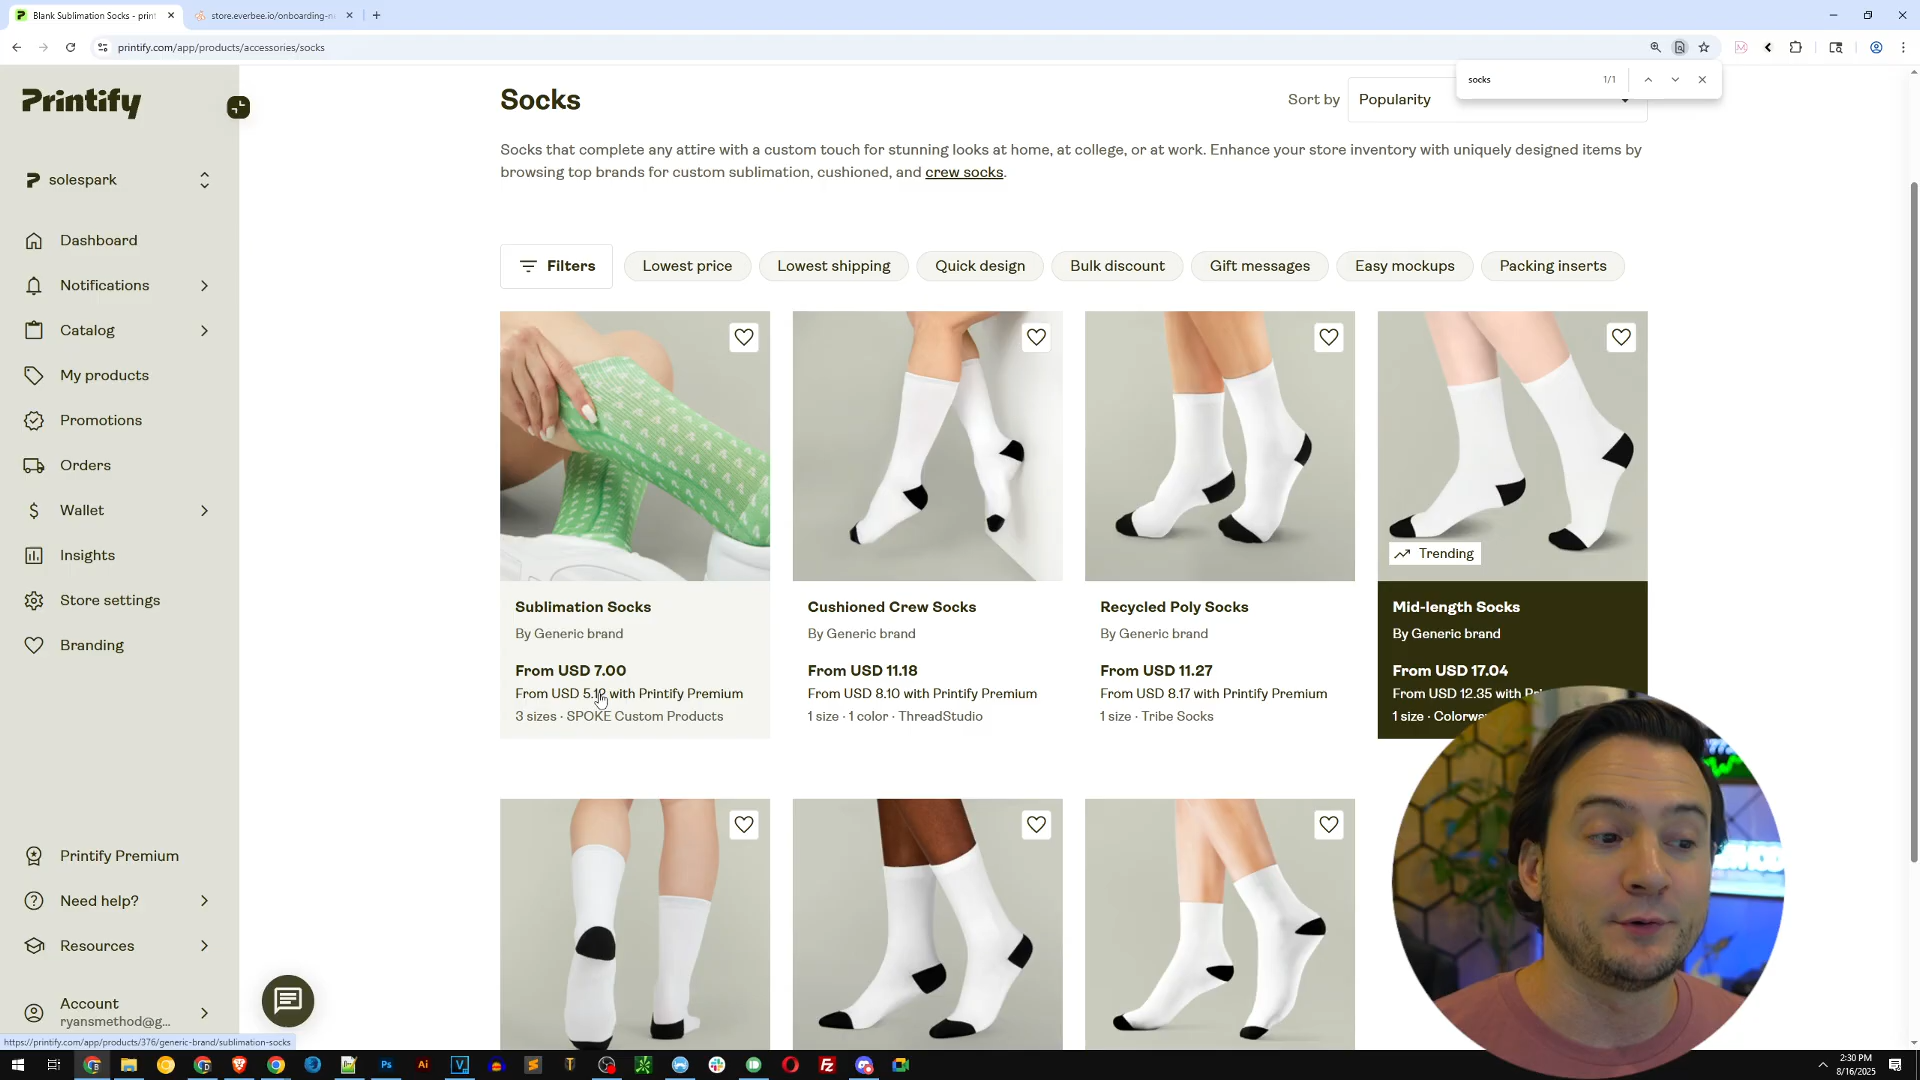 Blank Sublimation Socks - print
store.everbee.io/onboarding-n
printify.com/app/products/accessories/socks
socks
1/1
Printify
solespark
Dashboard
Notifications
Catalog
My products
Promotions
Orders
Wallet
Insights
Store settings
Branding
Printify Premium
Need help?
Resources
Account
ryansmethod@g...
Socks
Sort by
Popularity
Socks that complete any attire with a custom touch for stunning looks at home, at college, or at work. Enhance your store inventory with uniquely designed items by
browsing top brands for custom sublimation, cushioned, and crew socks.
Filters
Lowest price
Lowest shipping
Quick design
Bulk discount
Gift messages
Easy mockups
Packing inserts
Sublimation Socks
By Generic brand
From USD 7.00
From USD with Printify Premium
3 sizes · SPOKE Custom Products
Cushioned Crew Socks
By Generic brand
From USD 11.18
From USD 8.10 with Printify Premium
1 size · 1 color · ThreadStudio
Recycled Poly Socks
By Generic brand
From USD 11.27
From USD 8.17 with Printify Premium
1 size · Tribe Socks
Trending
Mid-length Socks
By Generic brand
From USD 17.04
From USD 12.35 with Pri
1 size · Colorwa
https://printify.com/app/products/376/generic-brand/sublimation-socks
2:30 PM
8/16/2025